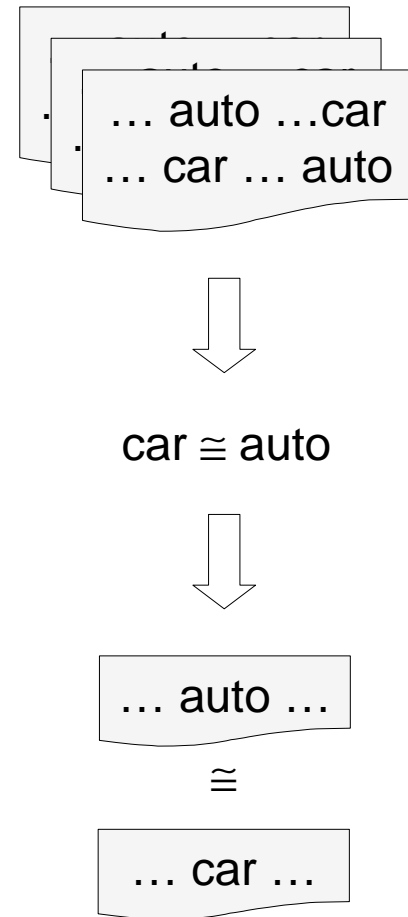 … auto …car
… car … auto
car ≅ auto
… auto …
≅
… car …